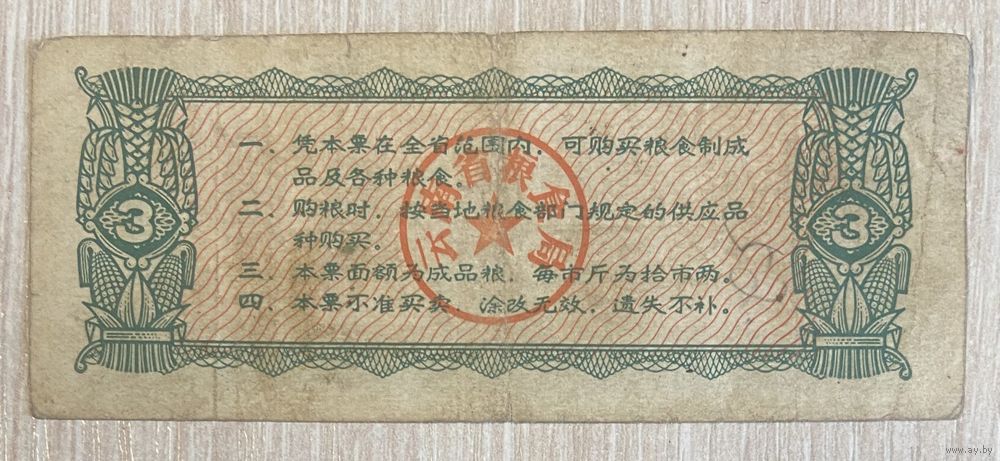 一、凭本票在全省范围内，可购买粮食制成
品及各种粮食。
二、购粮时，按当地粮食部门规定的供应品
种购买。
三、本票面额为成品粮，每市斤为拾市两。
四、本票不准买卖，涂改无效，遗失不补。
云南省粮食局
3
3
www.ay.by